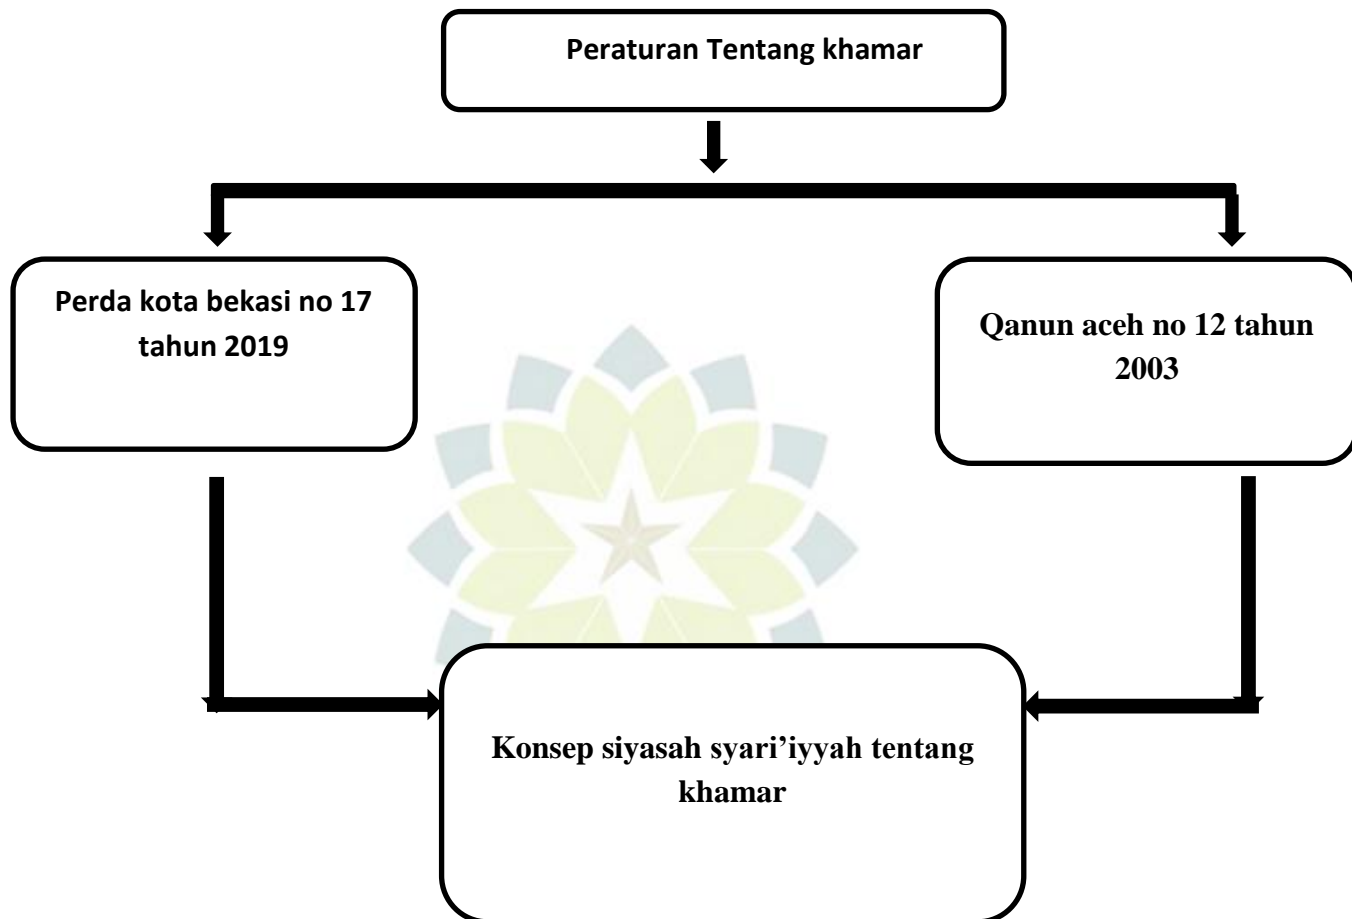 Peraturan Tentang khamar
Perda kota bekasi no 17
tahun 2019
Qanun aceh no 12 tahun
2003
Konsep siyasah syari’iyyah tentang
khamar